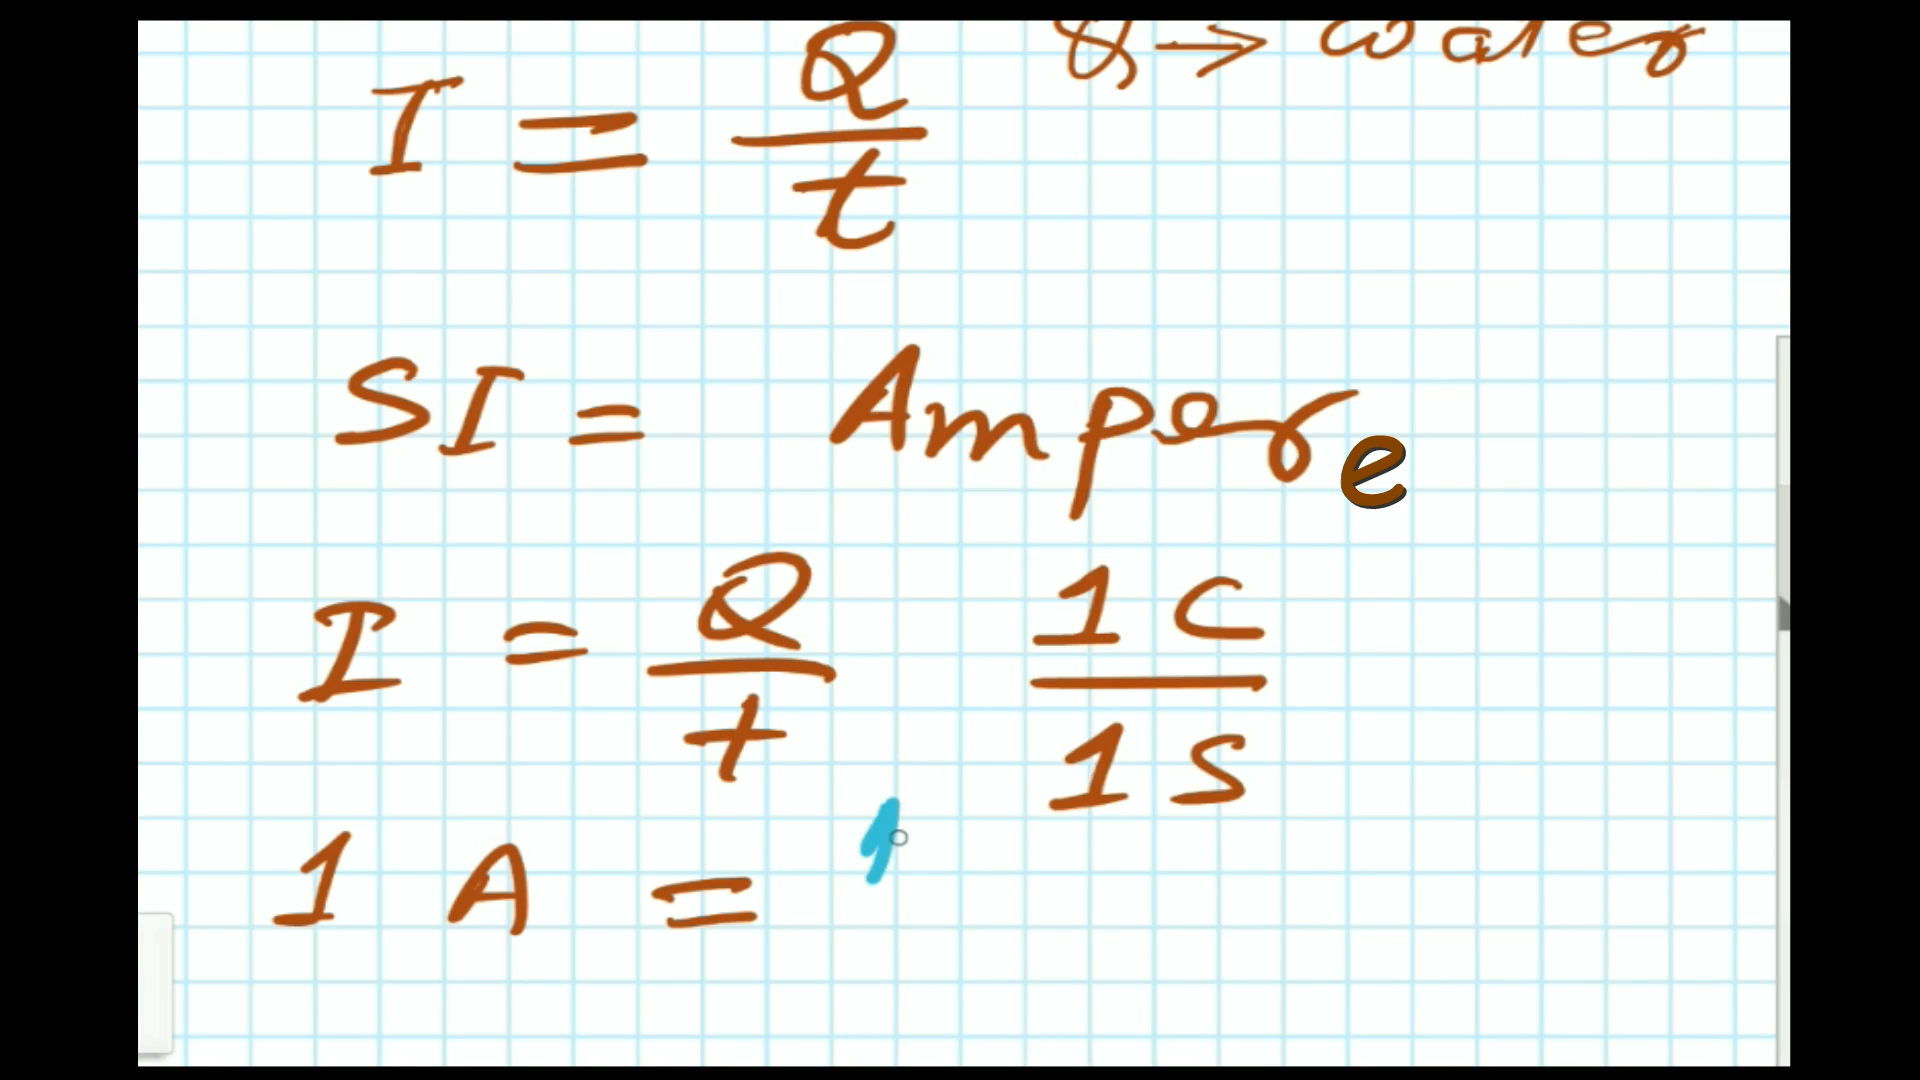 I = Q/t Q → water
SI = Ampere
I = Q/t 1C/1S
1 A = 1